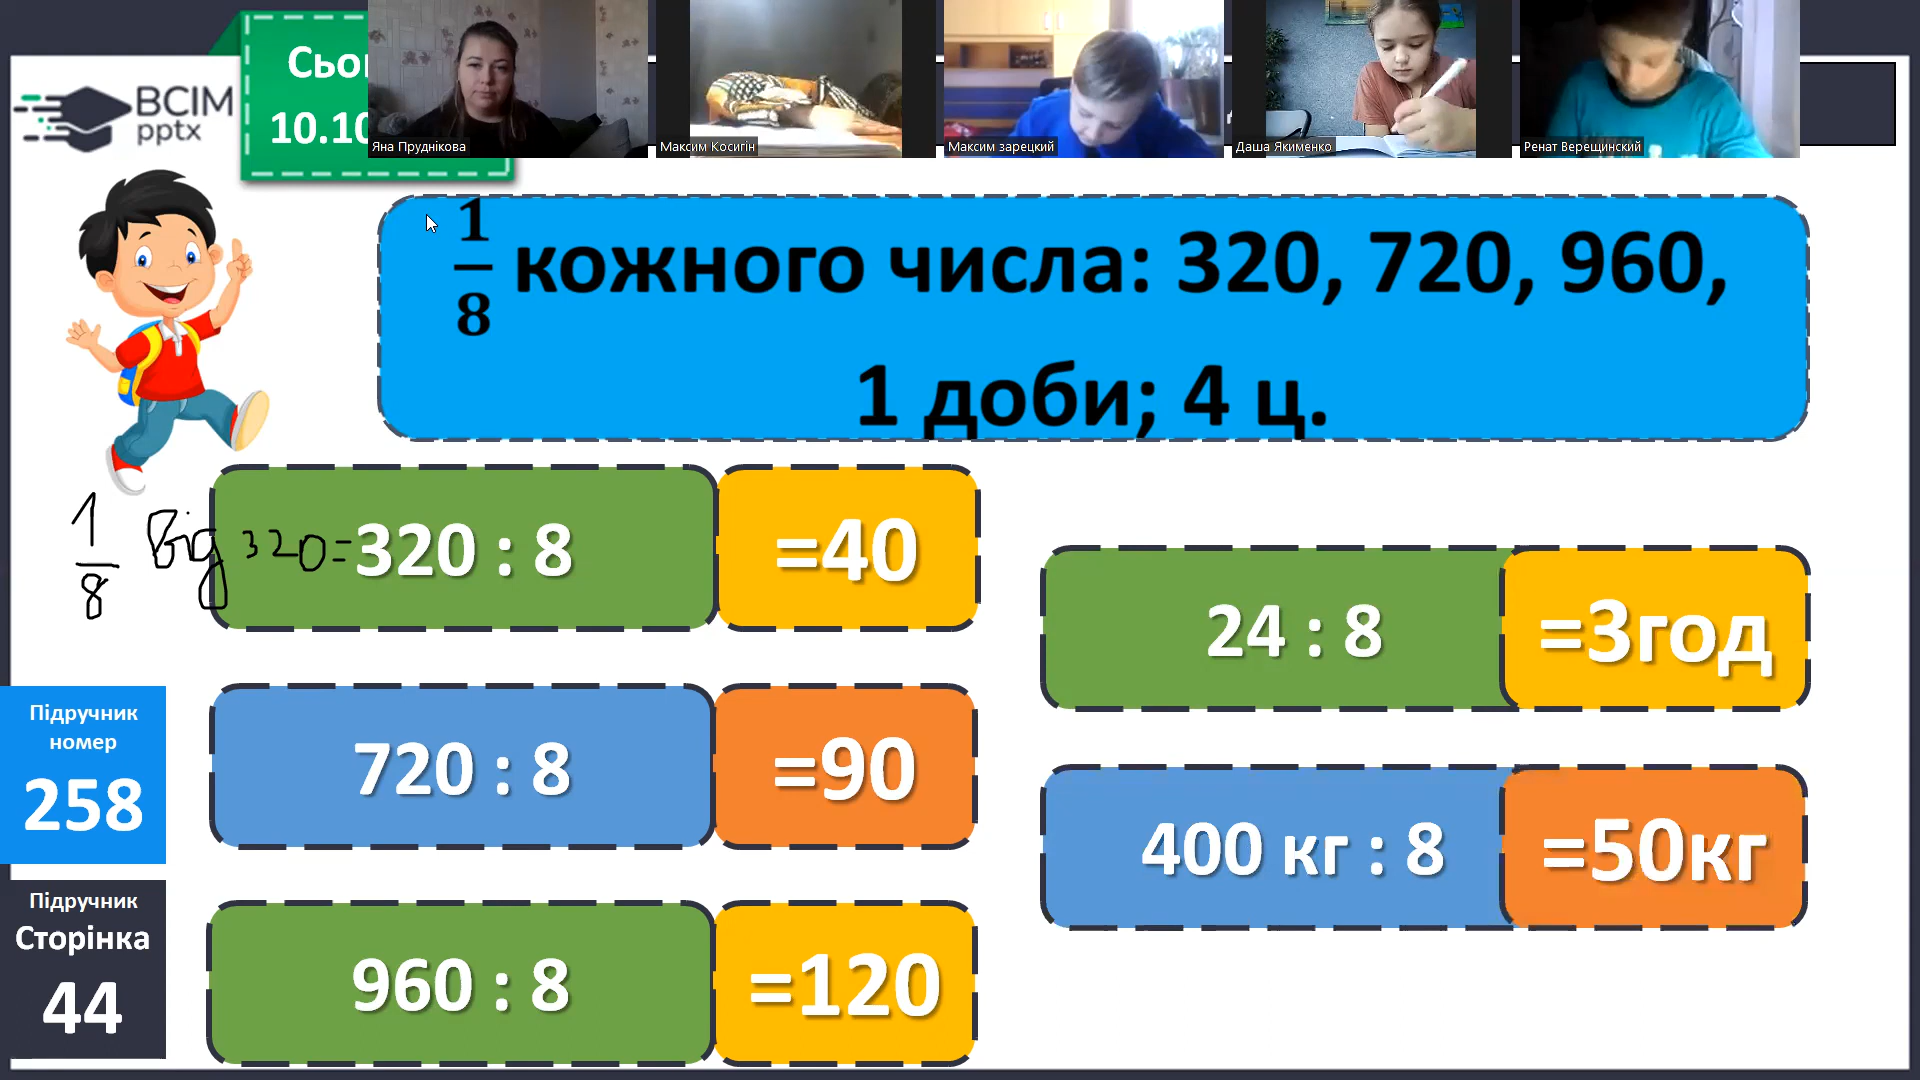 ВСІМ
pptx
Сьо
10.10
Яна Пруднікова
Максим Косигін
Максим зарецкий
Даша Якименко
Ренат Верещинский
1/8 кожного числа: 320, 720, 960,
1 доби; 4 ц.
1/8 від 320 =
320 : 8 =40
720 : 8 =90
960 : 8 =120
24 : 8 =3год
400 кг : 8 =50кг
Підручник
номер
258
Підручник
Сторінка
44